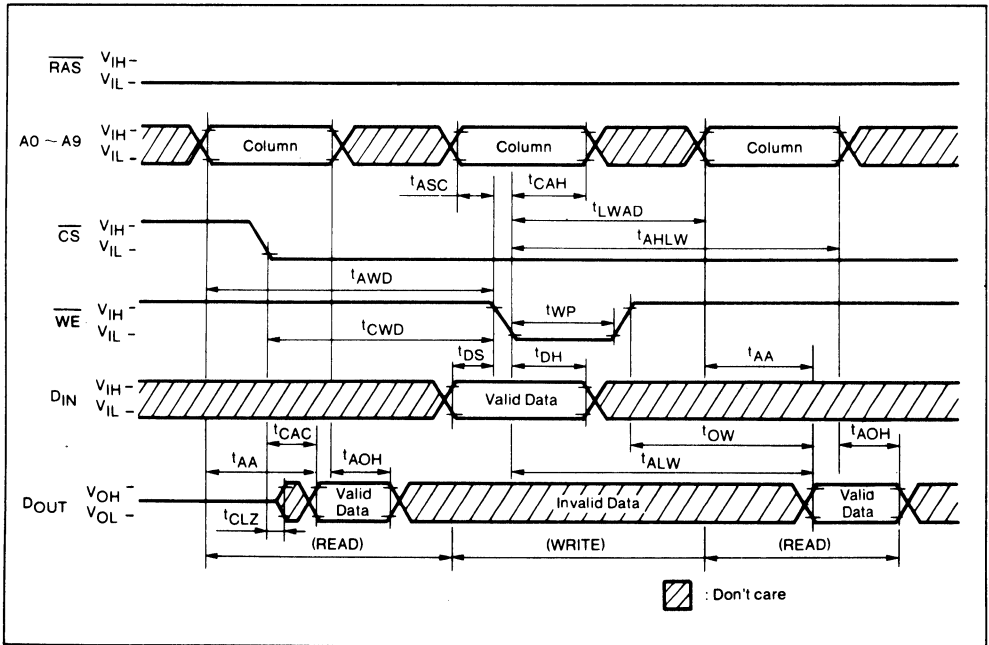 RAS VIH –
VIL –
A0 ~ A9 VIH –
VIL –
Column Column Column
tASC tCAH
tLWAD
tAHLW
CS VIH –
VIL –
tAWD
WE VIH –
VIL –
tWP
tCWD
tDS tDH tAA
DIN VIH –
VIL –
Valid Data
tCAC tOW tAOH
tAA tAOH tALW
DOUT VOH –
VOL –
Valid Data
Invalid Data
Valid Data
tCLZ
(READ) (WRITE) (READ)
: Don't care